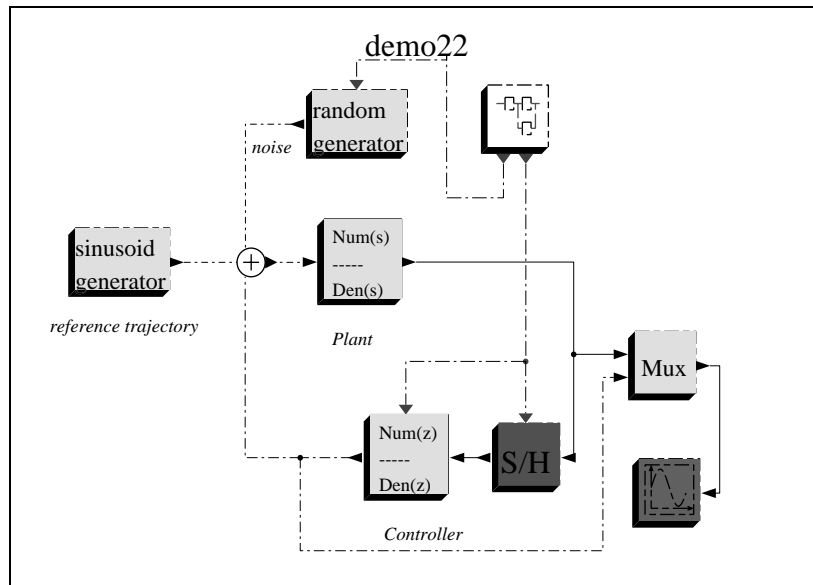 demo22
random
generator
noise
sinusoid
generator
+
Num(s)
-----
Den(s)
reference trajectory
Plant
Mux
Num(z)
-----
Den(z)
S/H
Controller